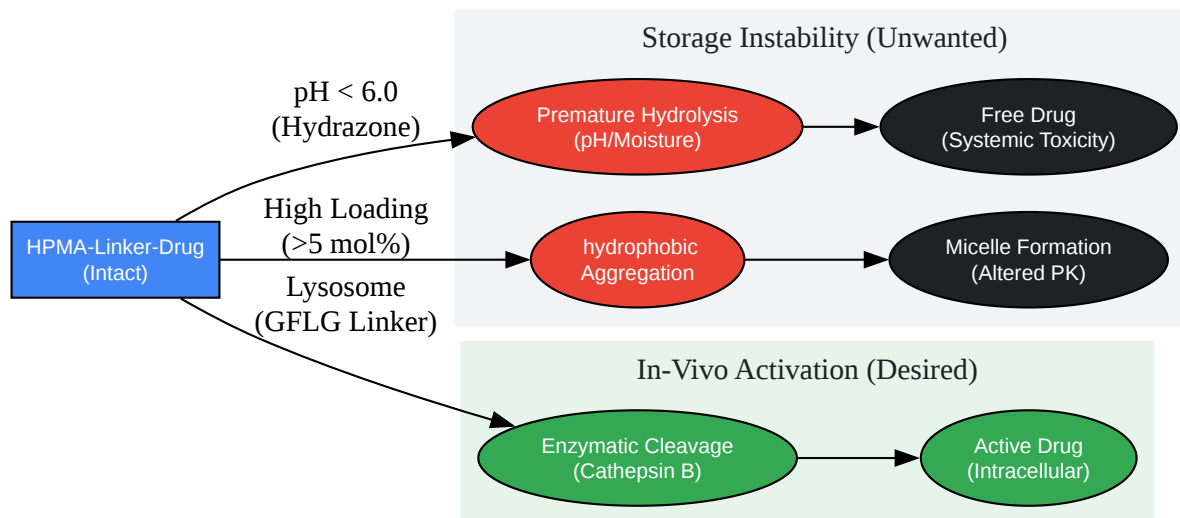 Storage Instability (Unwanted)
pH < 6.0
(Hydrazone)
Premature Hydrolysis
(pH/Moisture)
Free Drug
(Systemic Toxicity)
HPMA-Linker-Drug
(Intact)
High Loading
(>5 mol%)
hydrophobic
Aggregation
Micelle Formation
(Altered PK)
Lysosome
(GFLG Linker)
In-Vivo Activation (Desired)
Enzymatic Cleavage
(Cathepsin B)
Active Drug
(Intracellular)